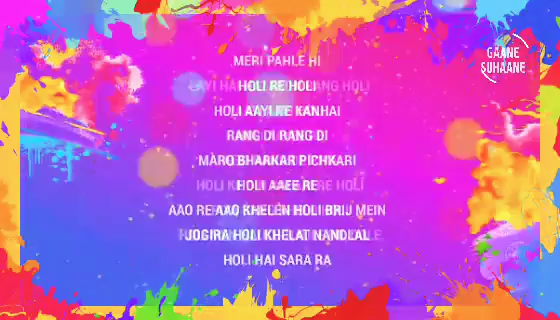 GAANE
SUHAANE
MERI PAHLE HI
HOLI RE HOLI
HOLI AAYI RE KANHAI
RANG DI RANG DI
MARO BHARKAR PICHKARI
HOLI AAEE RE
AAO RE AAO KHELEN HOLI BRIJ MEIN
JOGIRA HOLI KHELAT NANDLAL
HOLI HAI SARA RA